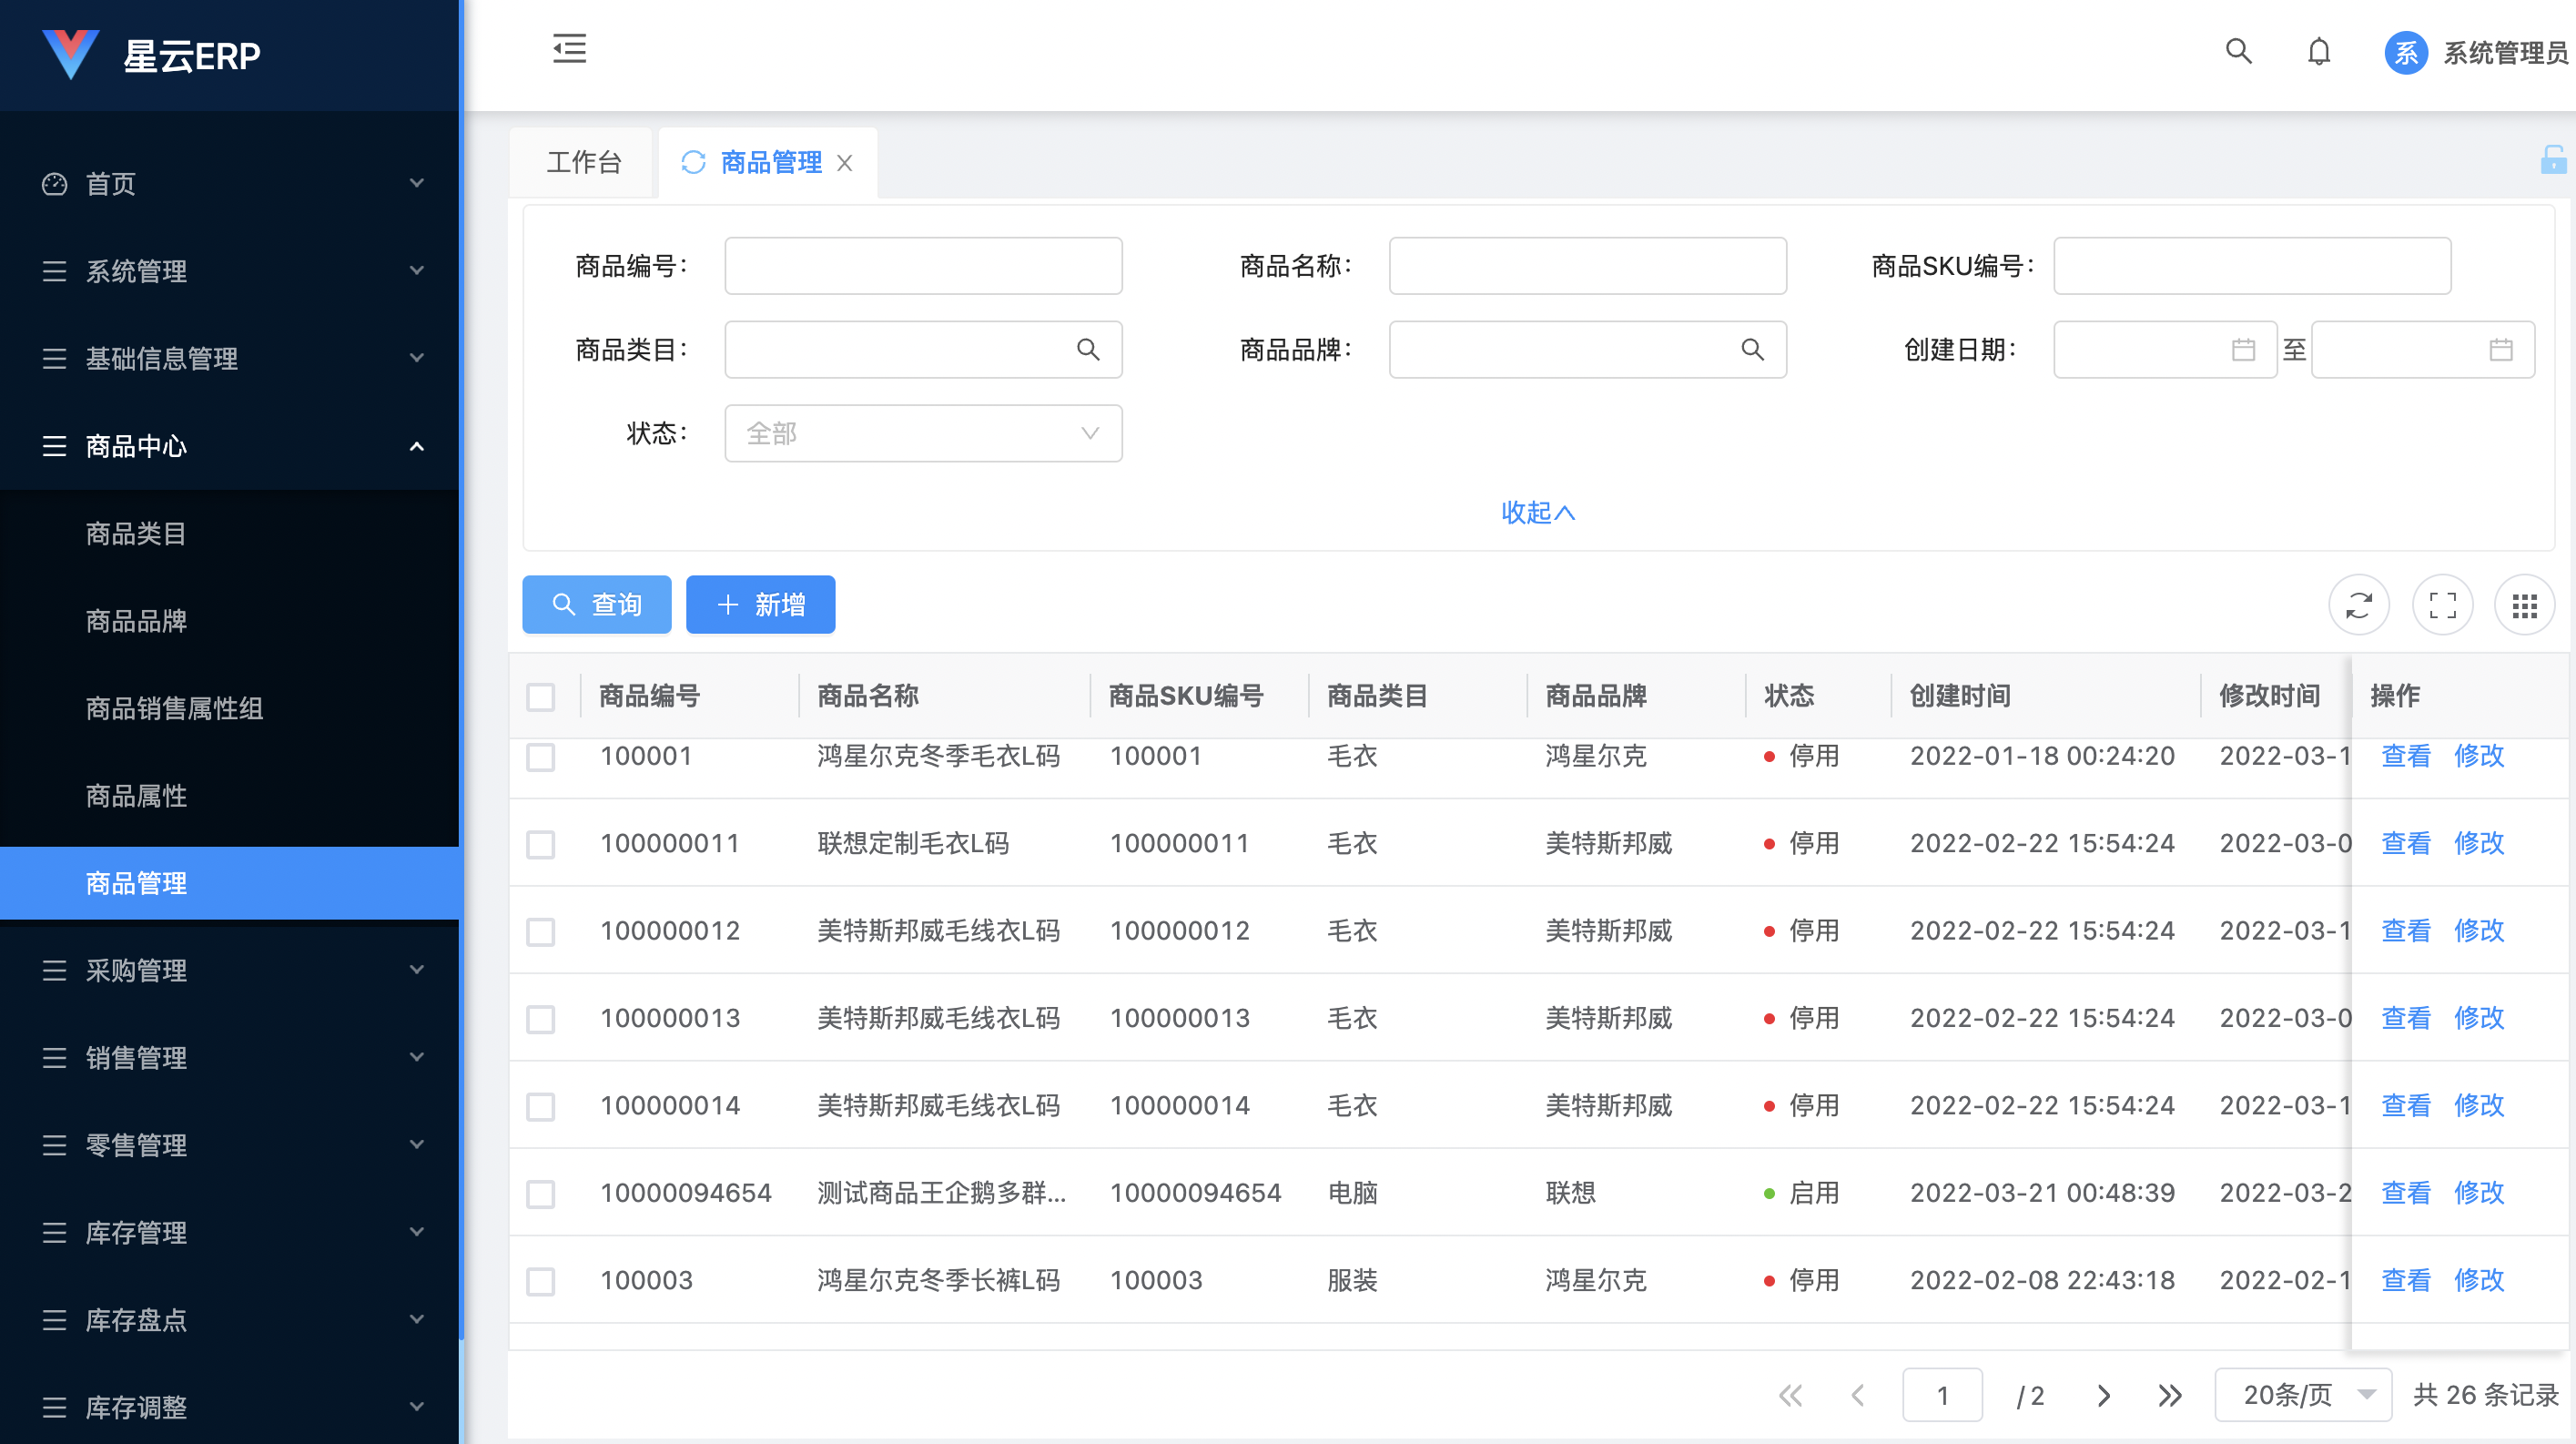 星云ERP
系统管理员
系
首页
系统管理
基础信息管理
商品中心
商品类目
商品品牌
商品销售属性组
商品属性
商品管理
采购管理
销售管理
零售管理
库存管理
库存盘点
库存调整
工作台 商品管理
商品编号： 商品名称： 商品SKU编号：
商品类目： 商品品牌： 创建日期： 至
状态： 全部
收起
查询 新增
商品编号 商品名称 商品SKU编号 商品类目 商品品牌 状态 创建时间 修改时间 操作
100001 鸿星尔克冬季毛衣L码 100001 毛衣 鸿星尔克 停用 2022-01-18 00:24:20 2022-03-1 查看 修改
100000011 联想定制毛衣L码 100000011 毛衣 美特斯邦威 停用 2022-02-22 15:54:24 2022-03-0 查看 修改
100000012 美特斯邦威毛线衣L码 100000012 毛衣 美特斯邦威 停用 2022-02-22 15:54:24 2022-03-1 查看 修改
100000013 美特斯邦威毛线衣L码 100000013 毛衣 美特斯邦威 停用 2022-02-22 15:54:24 2022-03-0 查看 修改
100000014 美特斯邦威毛线衣L码 100000014 毛衣 美特斯邦威 停用 2022-02-22 15:54:24 2022-03-1 查看 修改
10000094654 测试商品王企鹅多群... 10000094654 电脑 联想 启用 2022-03-21 00:48:39 2022-03-2 查看 修改
100003 鸿星尔克冬季长裤L码 100003 服装 鸿星尔克 停用 2022-02-08 22:43:18 2022-02-1 查看 修改
1 / 2 20条/页 共 26 条记录